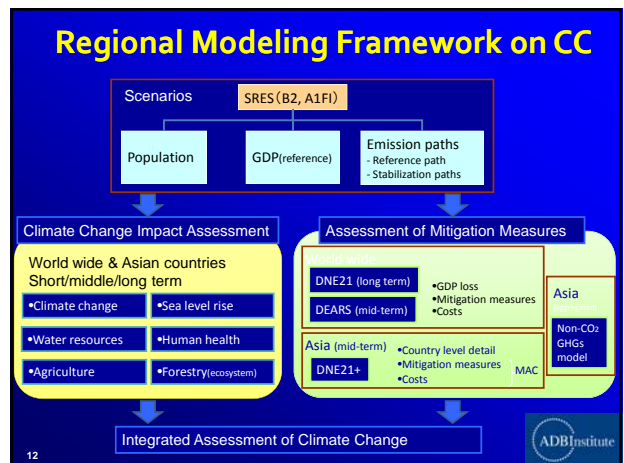 Regional Modeling Framework on CC
Scenarios
SRES(B2, A1FI)
Population
GDP(reference)
Emission paths
- Reference path
- Stabilization paths
Climate Change Impact Assessment
World wide & Asian countries
Short/middle/long term
•Climate change
•Sea level rise
•Water resources
•Human health
•Agriculture
•Forestry(ecosystem)
Assessment of Mitigation Measures
World wide
DNE21 (long term)
DEARS (mid-term)
•GDP loss
•Mitigation measures
•Costs
Asia (mid-term)
DNE21+
•Country level detail
•Mitigation measures
•Costs
MAC
Asia
Non-CO2
GHGs
model
Integrated Assessment of Climate Change
ADBInstitute
12